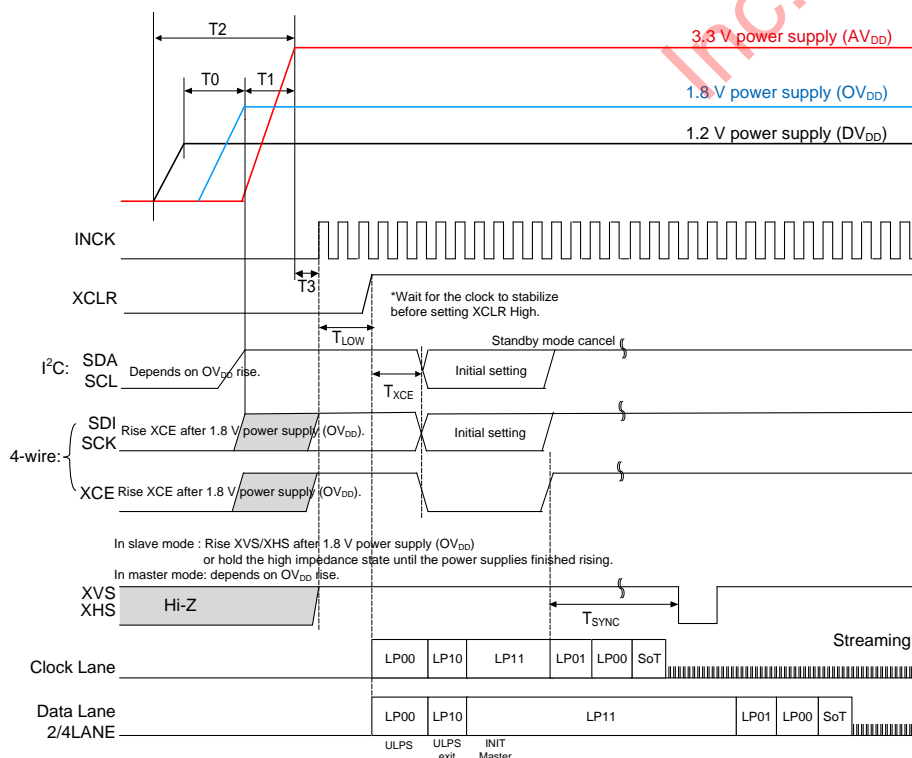 Inc.
T2
3.3 V power supply (AVDD)
T0 T1
1.8 V power supply (OVDD)
1.2 V power supply (DVDD)
INCK
T3
XCLR
*Wait for the clock to stabilize
before setting XCLR High.
TLOW
Standby mode cancel
I2C: SDA
SCL
Depends on OVDD rise.
Initial setting
TXCE
4-wire:
SDI
SCK
Rise XCE after 1.8 V power supply (OVDD).
Initial setting
XCE
Rise XCE after 1.8 V power supply (OVDD).
In slave mode : Rise XVS/XHS after 1.8 V power supply (OVDD)
or hold the high impedance state until the power supplies finished rising.
In master mode: depends on OVDD rise.
XVS
XHS
Hi-Z
TSYNC
Streaming
Clock Lane
LP00 LP10 LP11 LP01 LP00 SoT
Data Lane
2/4LANE
LP00 LP10 LP11 LP01 LP00 SoT
ULPS ULPS INIT
exit Master